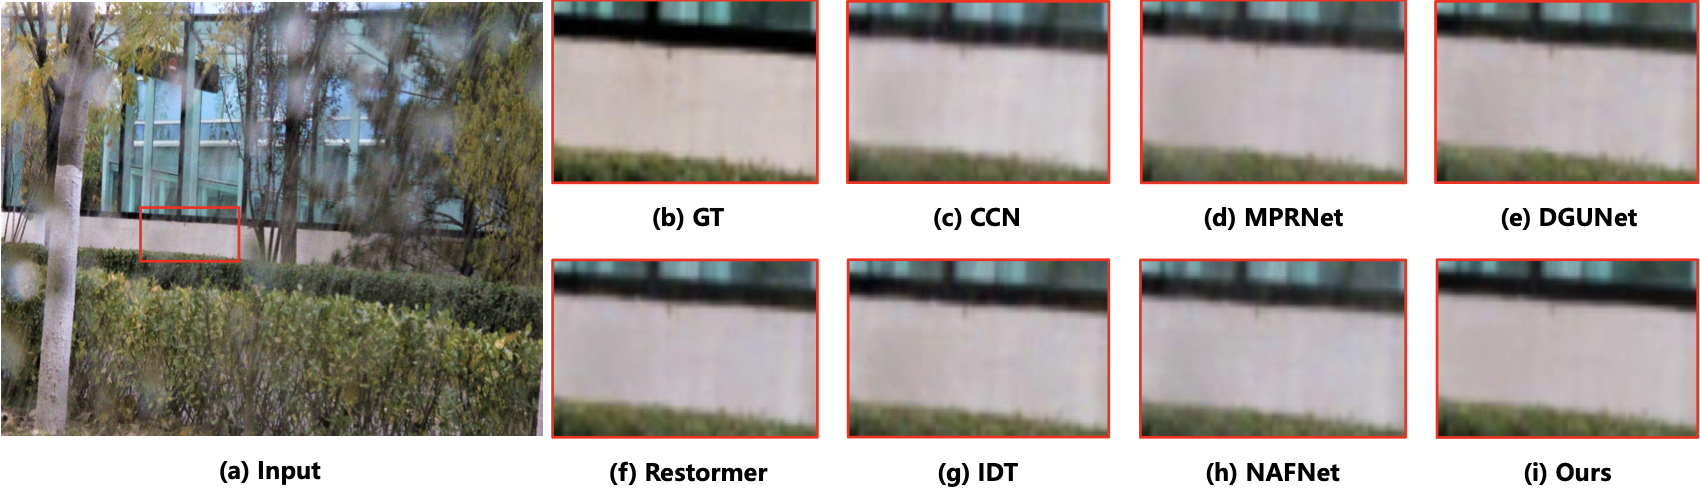 (b) GT
(c) CCN
(d) MPRNet
(e) DGUNet
(a) Input
(f) Restormer
(g) IDT
(h) NAFNet
(i) Ours